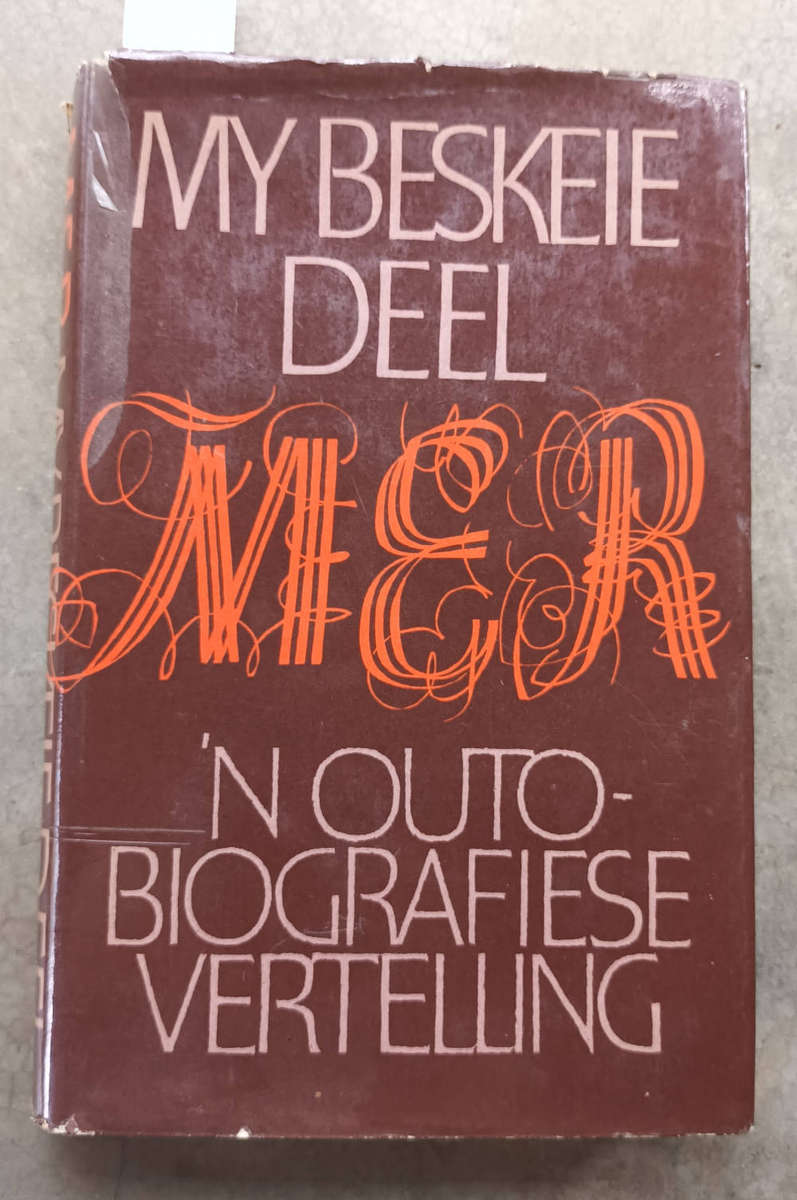 MY BESKEIE
DEEL
MER
'N OUTO-
BIOGRAFIESE
VERTELLING